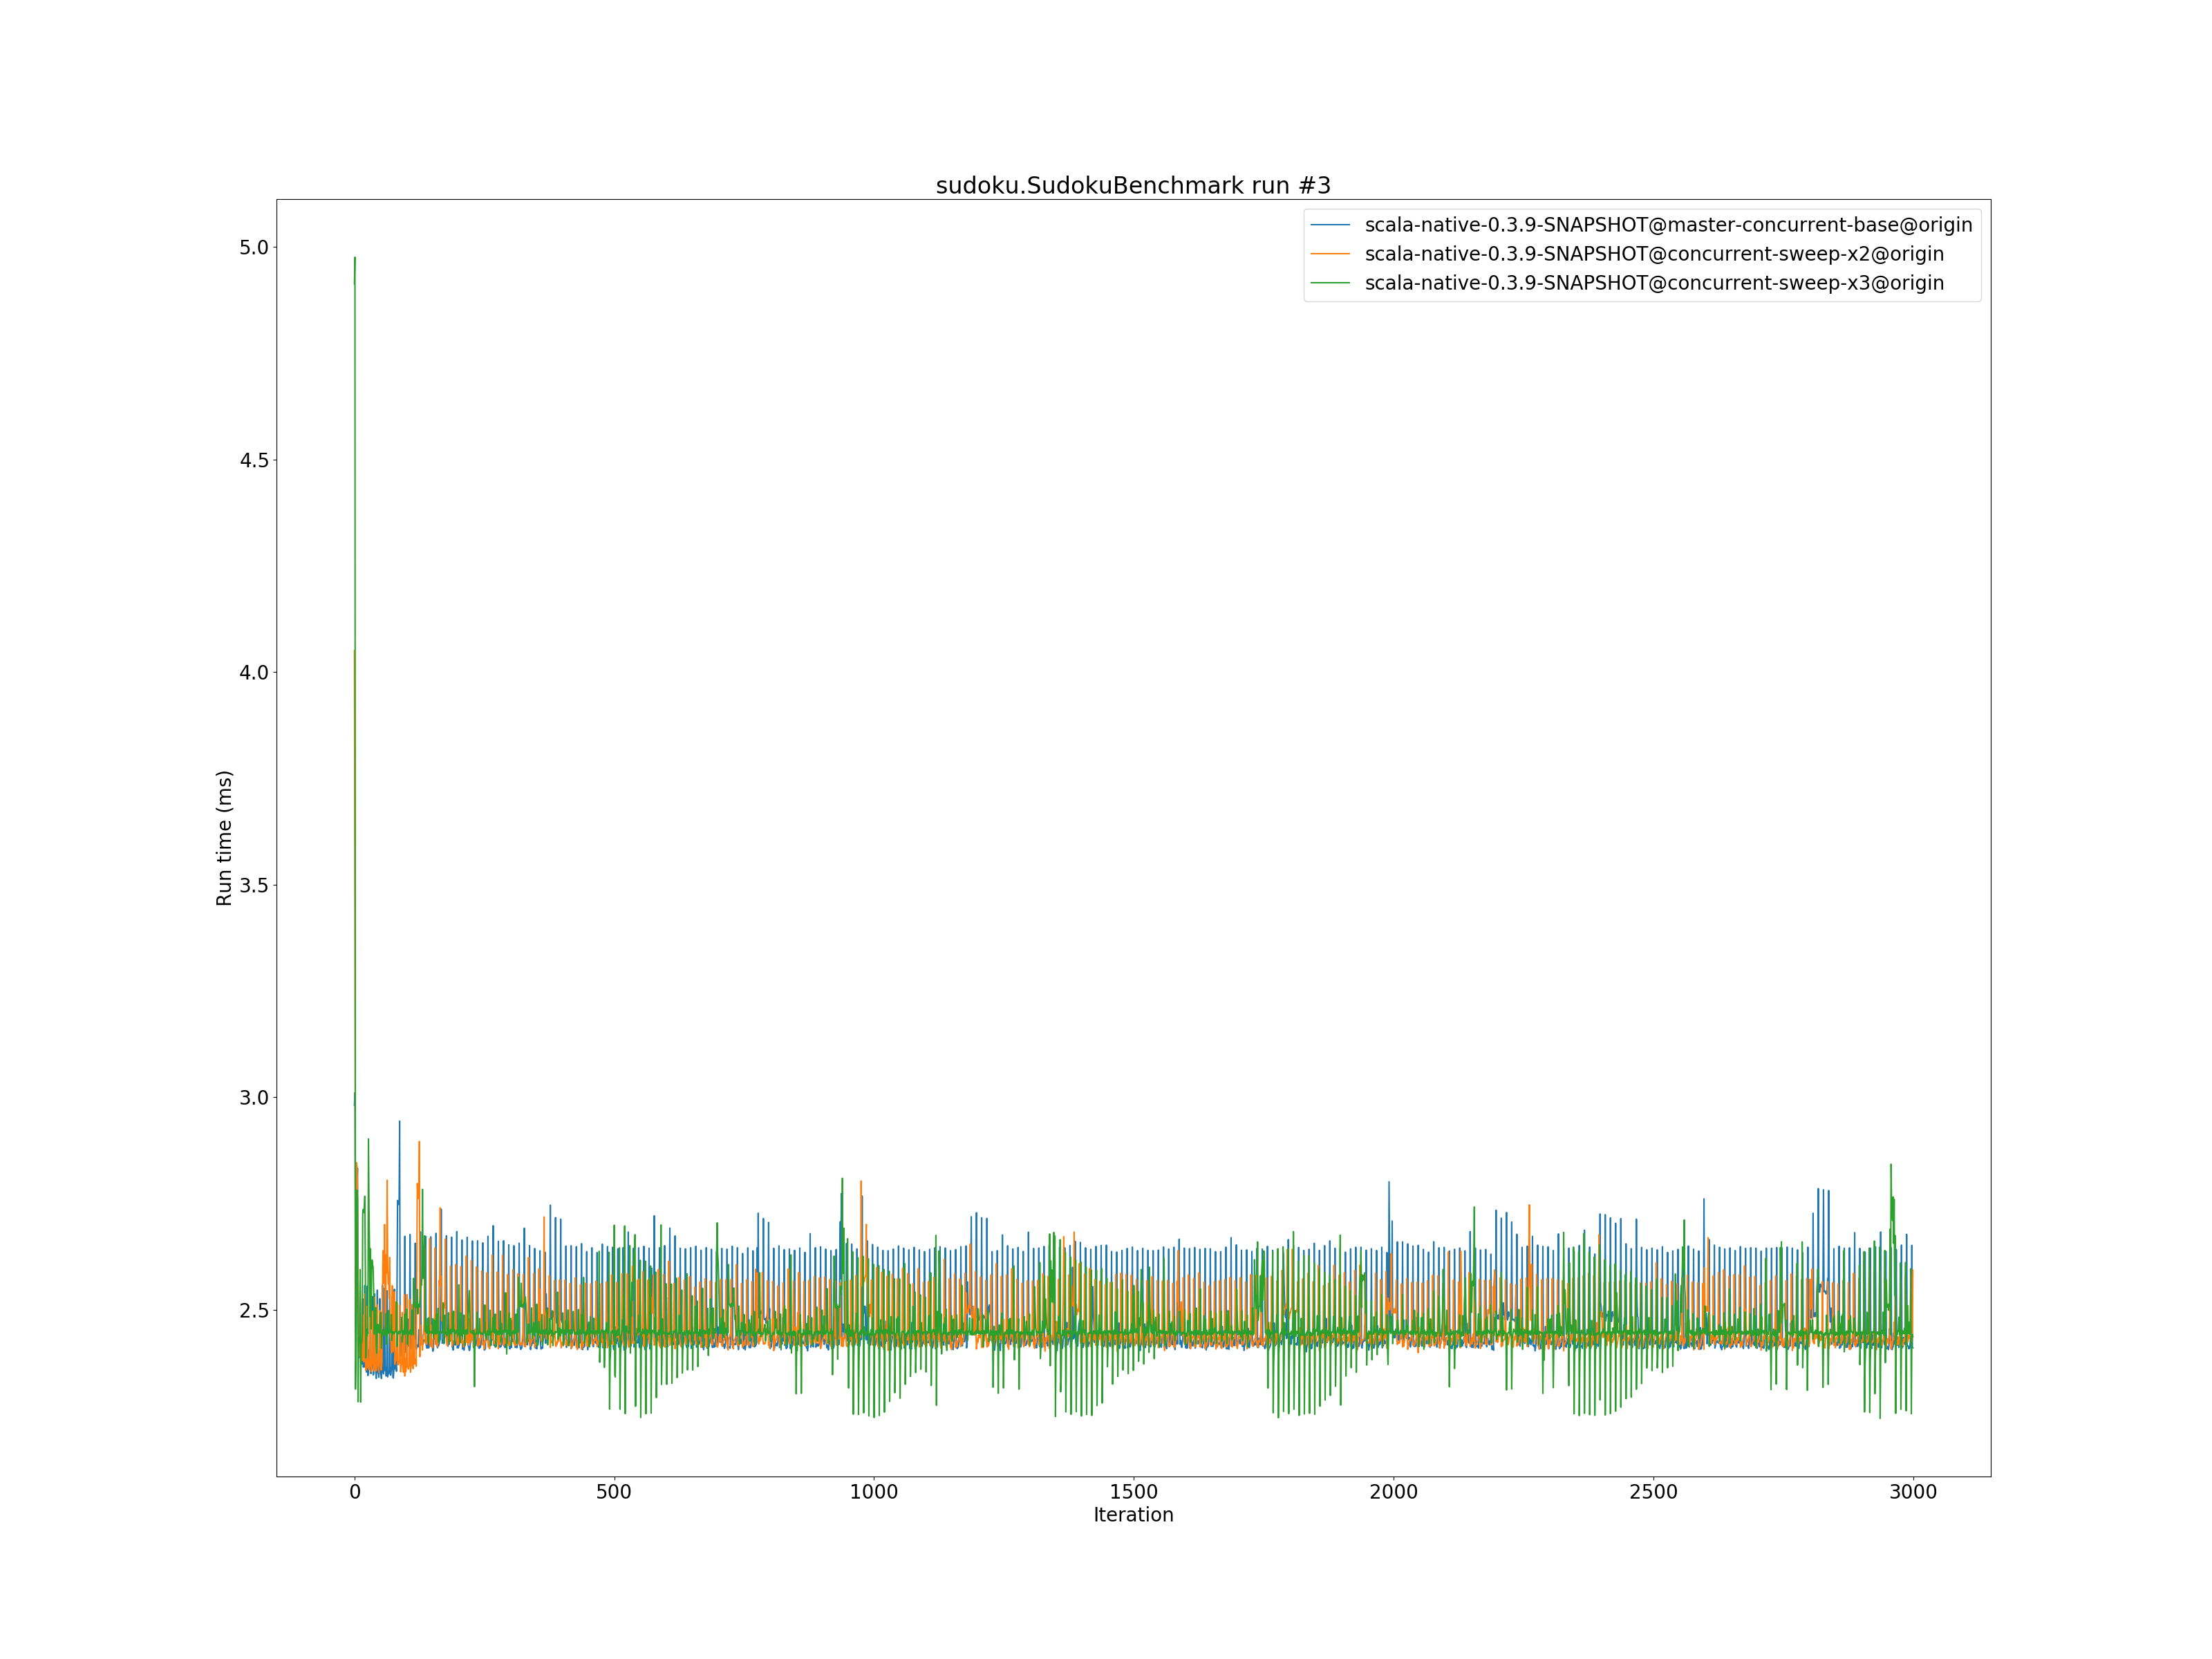 sudoku.SudokuBenchmark run #3
scala-native-0.3.9-SNAPSHOT@master-concurrent-base@origin
scala-native-0.3.9-SNAPSHOT@concurrent-sweep-x2@origin
scala-native-0.3.9-SNAPSHOT@concurrent-sweep-x3@origin
Run time (ms)
5.0
4.5
4.0
3.5
3.0
2.5
0 500 1000 1500 2000 2500 3000
Iteration